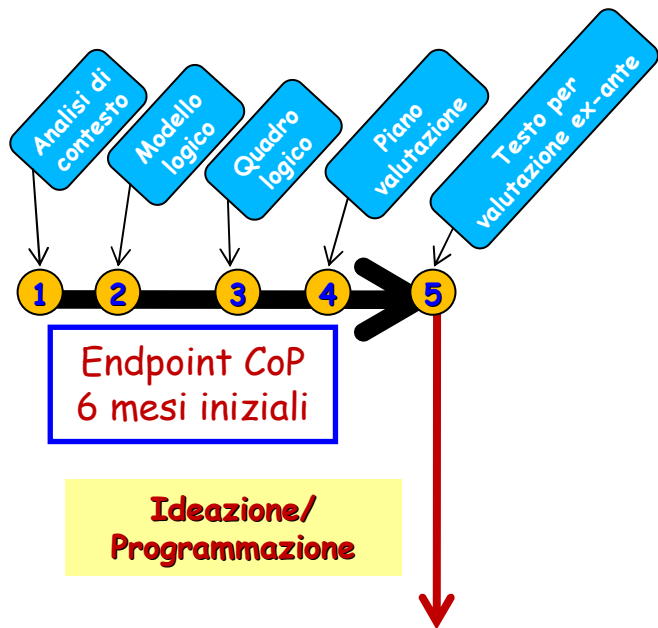 Analisi di
contesto
Modello
logico
Quadro
logico
Piano
valutazione
Testo per
valutazione ex-ante
1
2
3
4
5
Endpoint CoP
6 mesi iniziali
Ideazione/
Programmazione